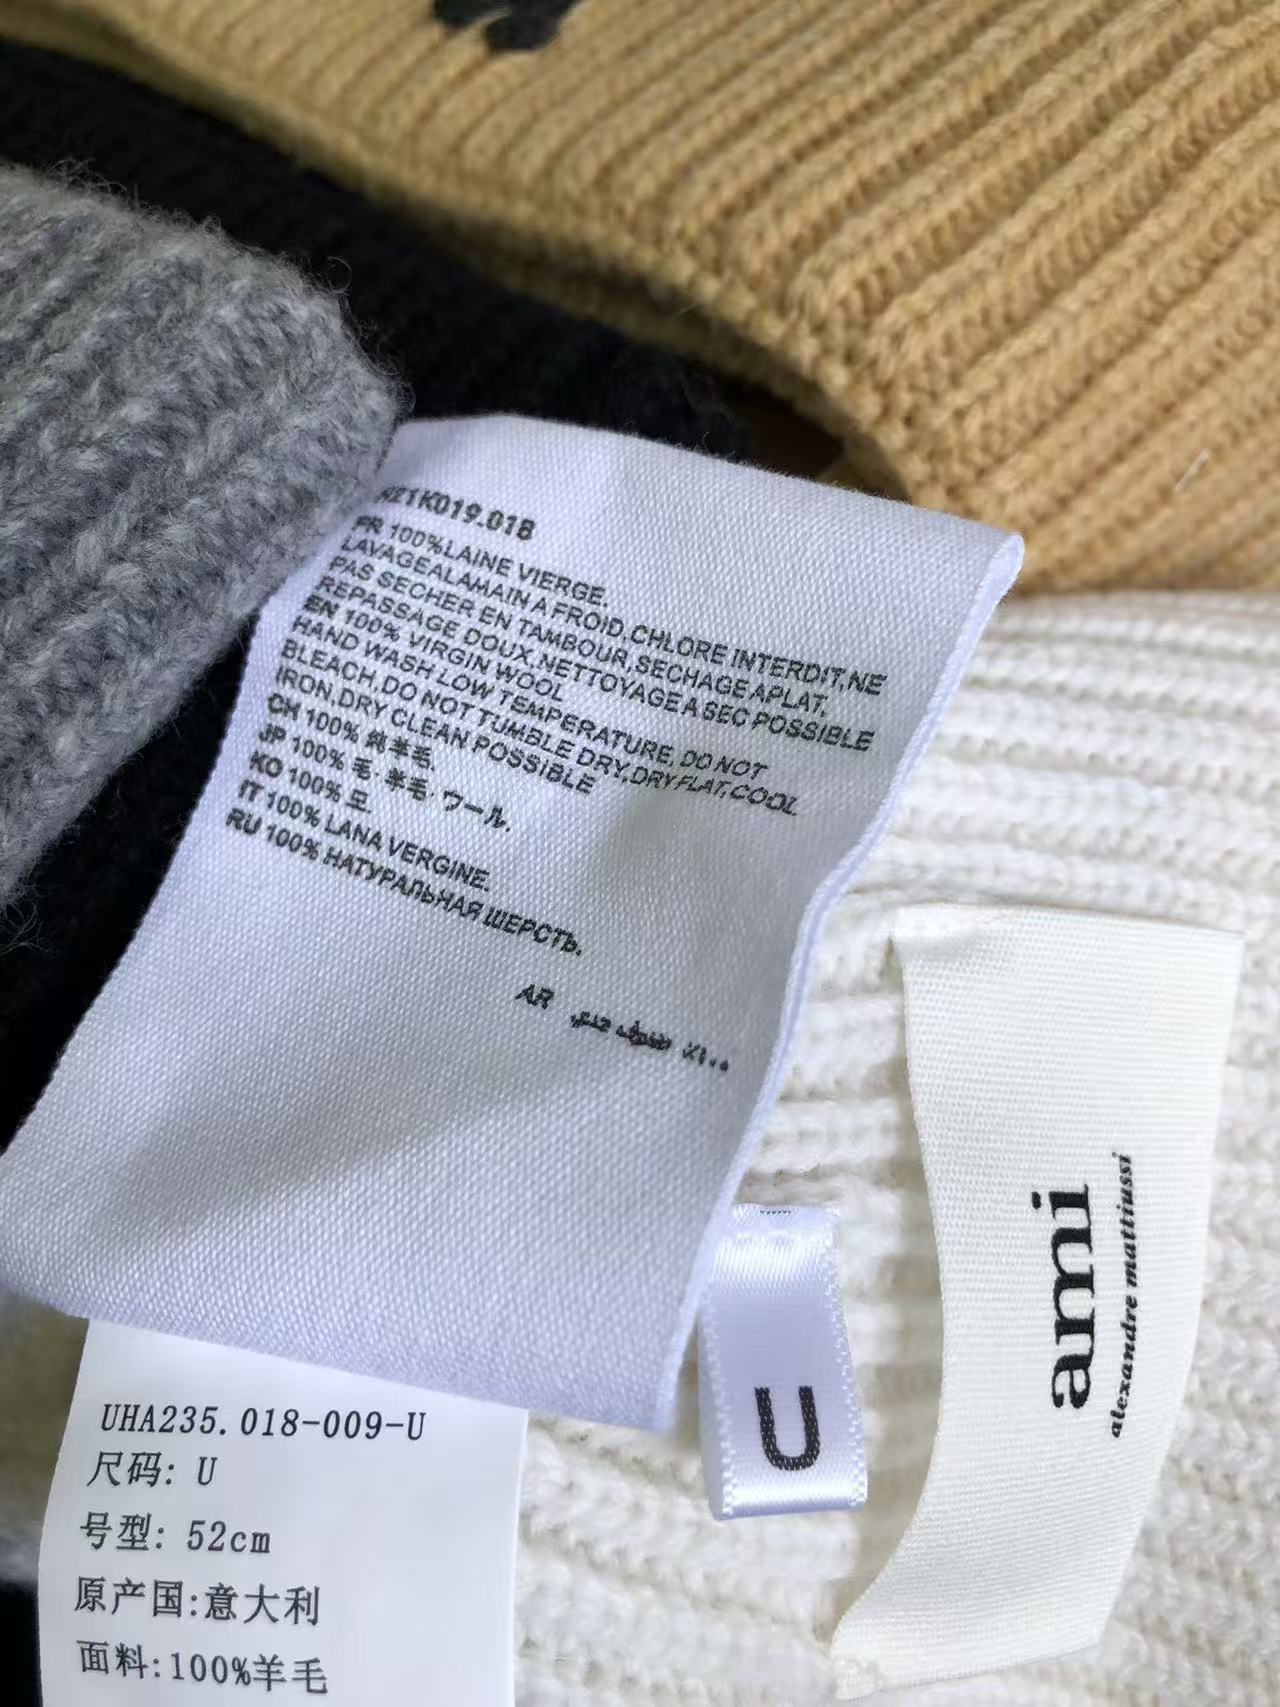 H21K019.018
FR 100%LAINE VIERGE.
LAVAGEALAMAIN A FROID.CHLORE INTERDIT,NE
PAS SECHER EN TAMBOUR,SECHAGE APLAT,
REPASSAGE DOUX.NETTOYAGE A SEC POSSIBLE
EN 100% VIRGIN WOOL
HAND WASH LOW TEMPERATURE, DO NOT
BLEACH,DO NOT TUMBLE DRY,DRY FLAT,COOL
IRON,DRY CLEAN POSSIBLE
CH 100% 纯羊毛.
JP 100% 毛·羊毛·ウール.
KO 100% 모.
IT 100% LANA VERGINE.
RU 100% НАТУРАЛЬНАЯ ШЕРСТЬ.
AR
U
ami
alexandre mattiussi
UHA235.018-009-U
尺码: U
号型: 52cm
原产国:意大利
面料:100%羊毛